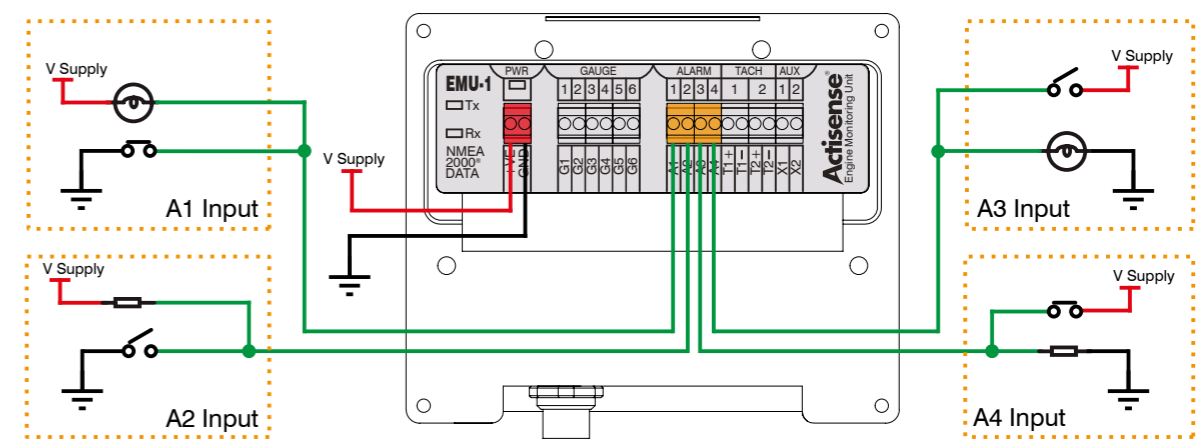 V Supply
A1 Input
V Supply
A2 Input
V Supply
EMU-1
Tx
Rx
NMEA
2000®
DATA
PWR GAUGE ALARM TACH AUX
1 2 3 4 5 6 1 2 3 4 1 2 1 2
+VE GND G1 G2 G3 G4 G5 G6 A1 A2 A3 A4 T1+ T1− T2+ T2− X1 X2
Actisense®
Engine Monitoring Unit
V Supply
A3 Input
V Supply
A4 Input